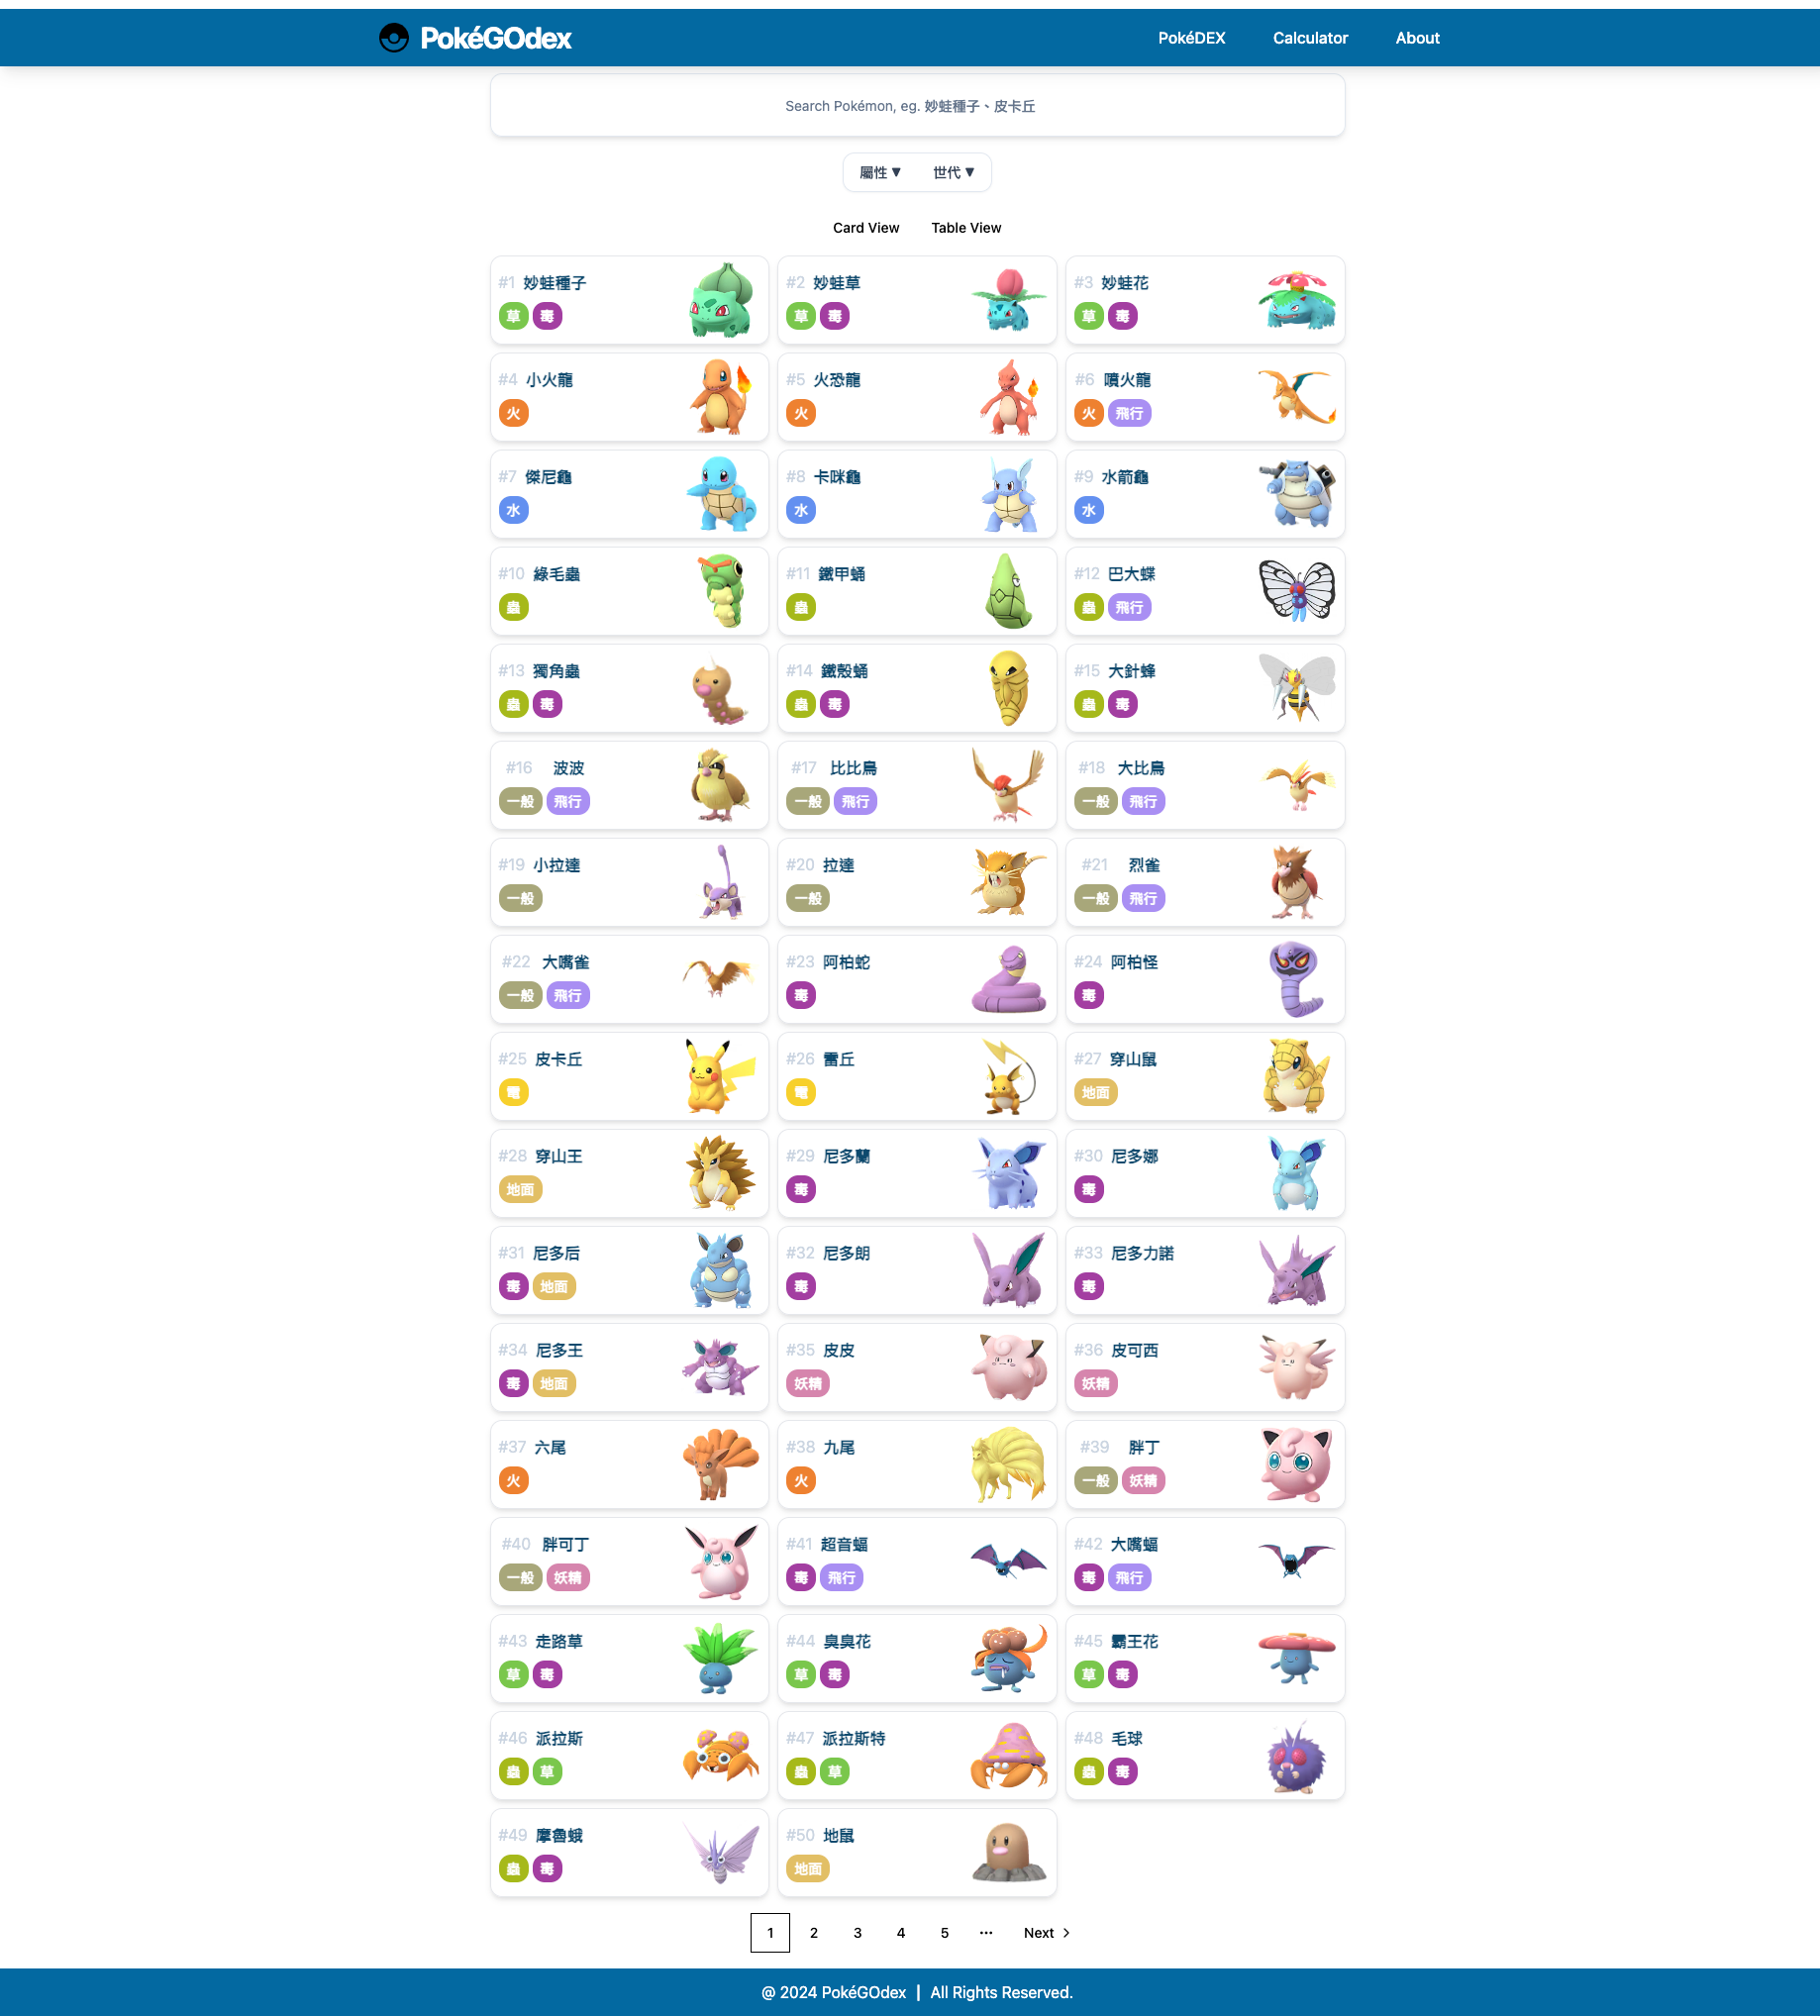 PokéGOdex PokéDEX Calculator About
Search Pokémon, eg. 妙蛙種子、皮卡丘
屬性 ▼ 世代 ▼
Card View Table View
#1 妙蛙種子
草 毒
#2 妙蛙草
草 毒
#3 妙蛙花
草 毒
#4 小火龍
火
#5 火恐龍
火
#6 噴火龍
火 飛行
#7 傑尼龜
水
#8 卡咪龜
水
#9 水箭龜
水
#10 綠毛蟲
蟲
#11 鐵甲蛹
蟲
#12 巴大蝶
蟲 飛行
#13 獨角蟲
蟲 毒
#14 鐵殼蛹
蟲 毒
#15 大針蜂
蟲 毒
#16 波波
一般 飛行
#17 比比鳥
一般 飛行
#18 大比鳥
一般 飛行
#19 小拉達
一般
#20 拉達
一般
#21 烈雀
一般 飛行
#22 大嘴雀
一般 飛行
#23 阿柏蛇
毒
#24 阿柏怪
毒
#25 皮卡丘
電
#26 雷丘
電
#27 穿山鼠
地面
#28 穿山王
地面
#29 尼多蘭
毒
#30 尼多娜
毒
#31 尼多后
毒 地面
#32 尼多朗
毒
#33 尼多力諾
毒
#34 尼多王
毒 地面
#35 皮皮
妖精
#36 皮可西
妖精
#37 六尾
火
#38 九尾
火
#39 胖丁
一般 妖精
#40 胖可丁
一般 妖精
#41 超音蝠
毒 飛行
#42 大嘴蝠
毒 飛行
#43 走路草
草 毒
#44 臭臭花
草 毒
#45 霸王花
草 毒
#46 派拉斯
蟲 草
#47 派拉斯特
蟲 草
#48 毛球
蟲 毒
#49 摩魯蛾
蟲 毒
#50 地鼠
地面
1 2 3 4 5 ··· Next >
@ 2024 PokéGOdex | All Rights Reserved.